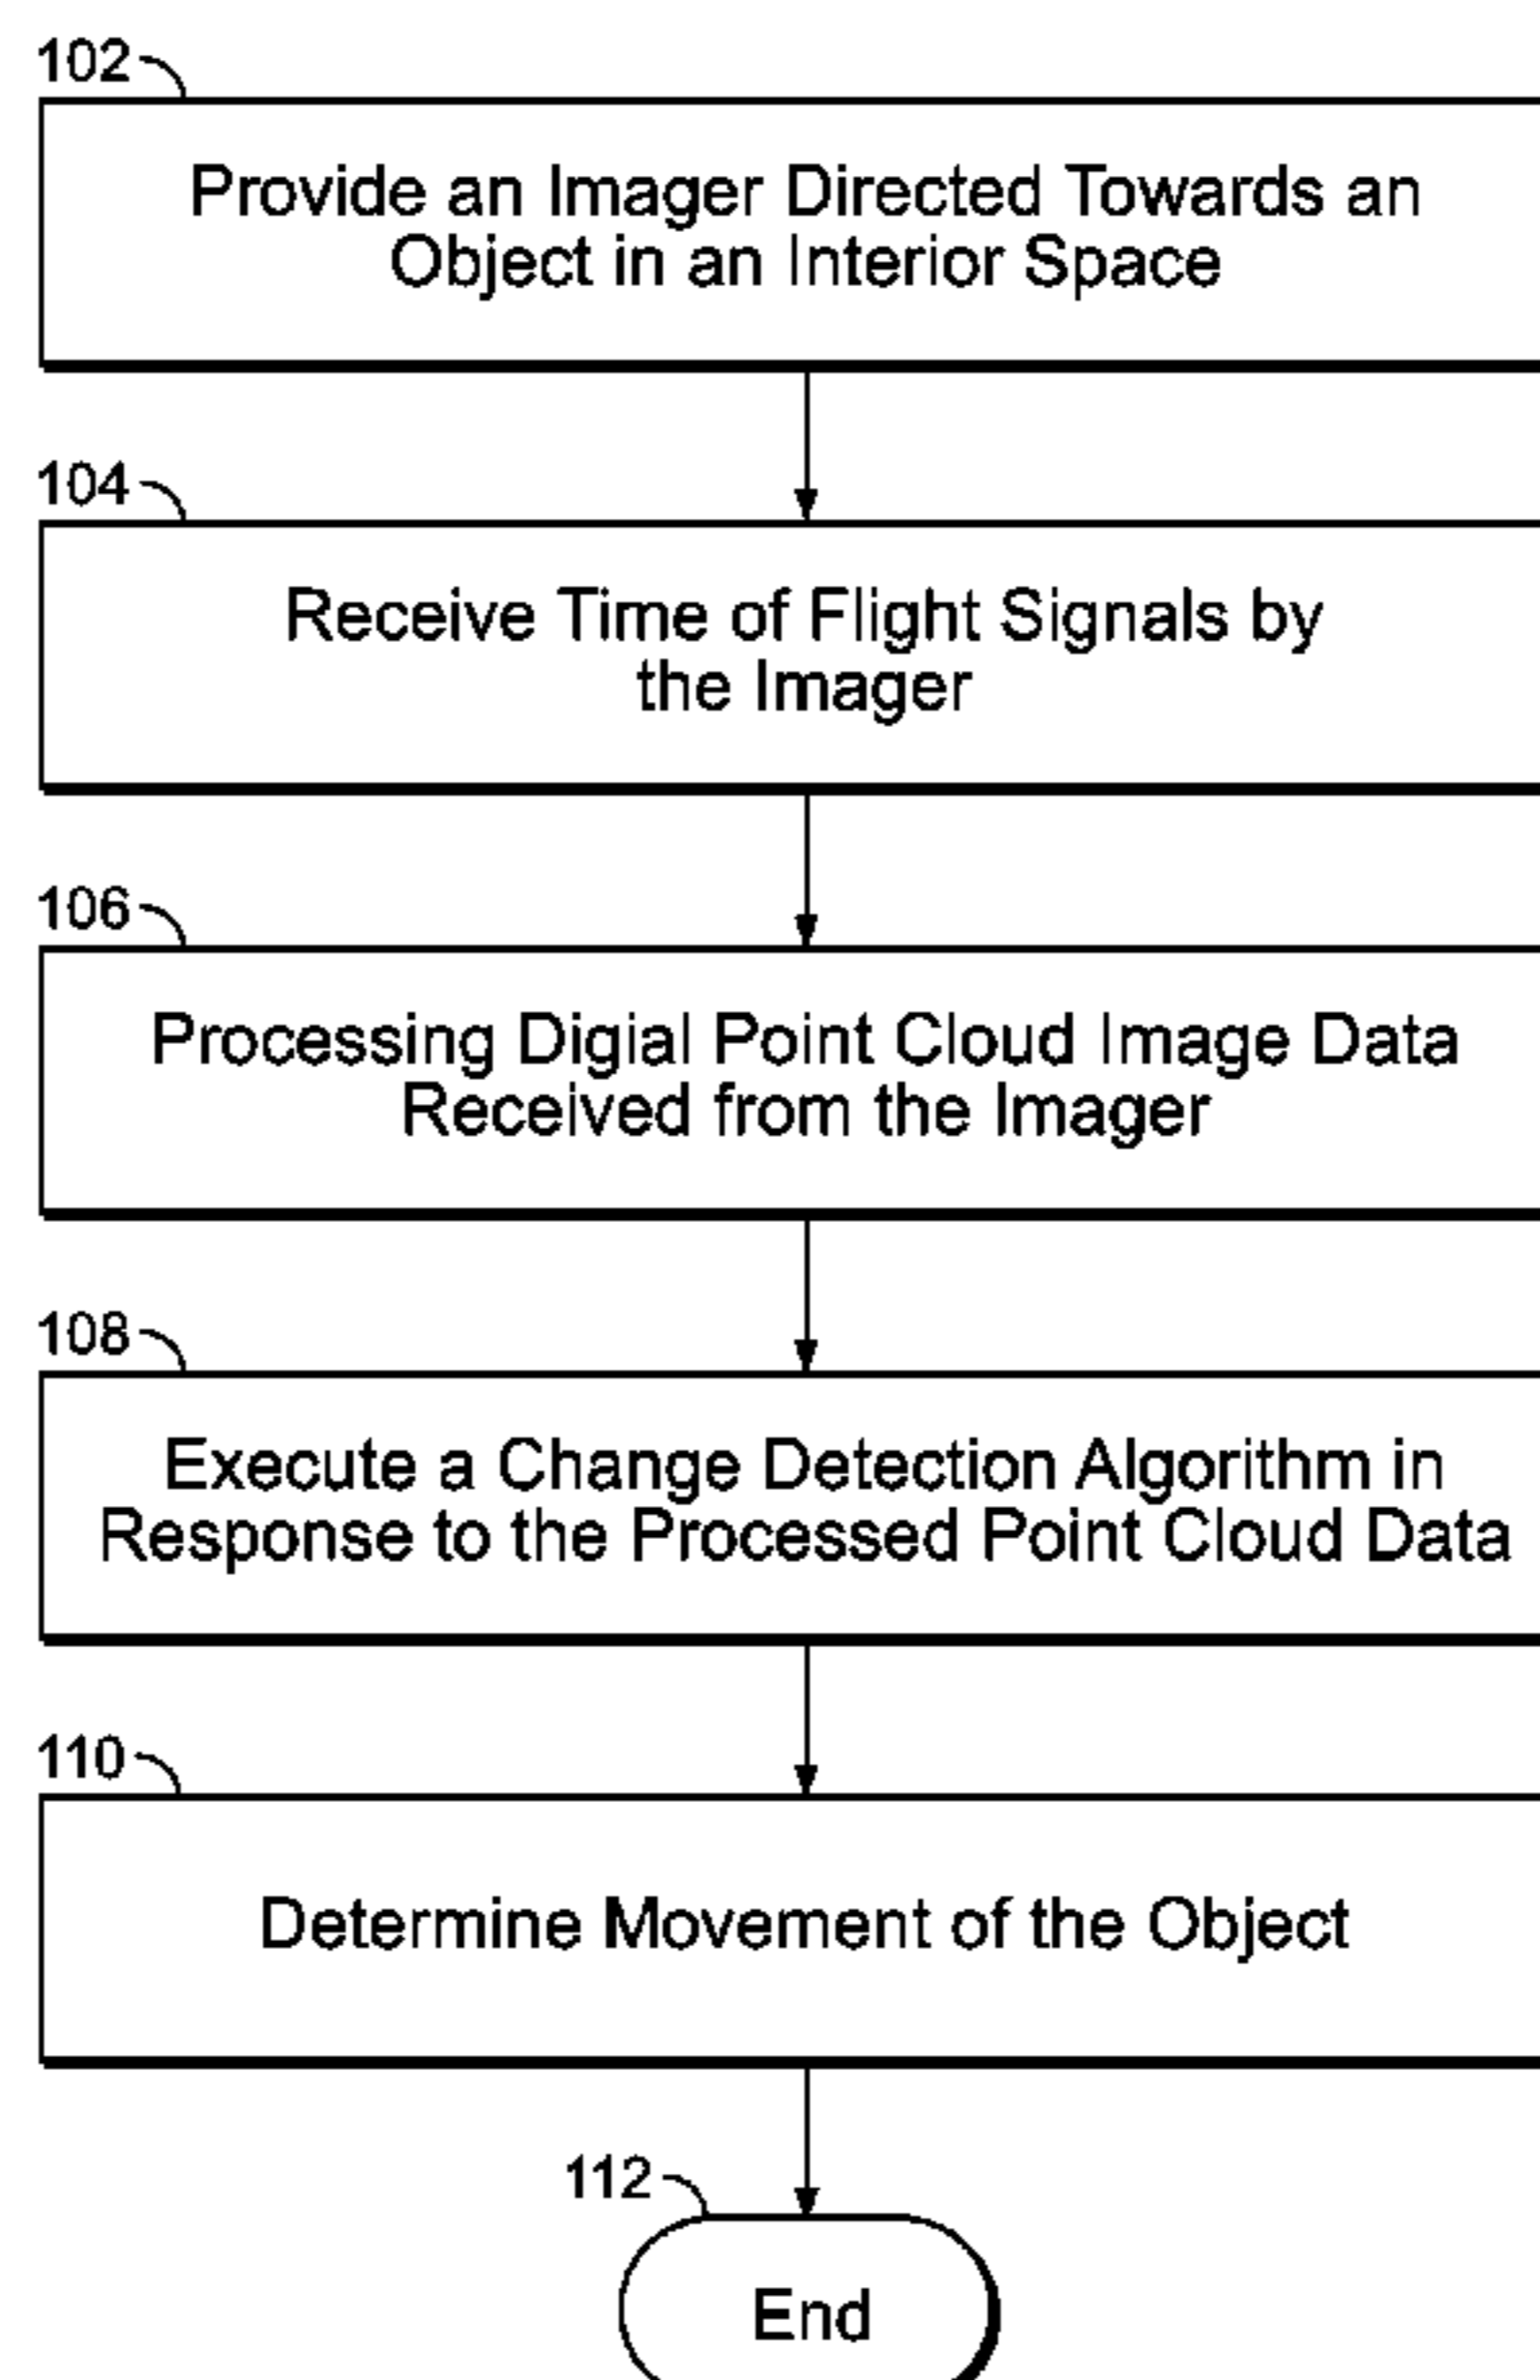 102
Provide an Imager Directed Towards an
Object in an Interior Space
104
Receive Time of Flight Signals by
the Imager
106
Processing Digial Point Cloud Image Data
Received from the Imager
108
Execute a Change Detection Algorithm in
Response to the Processed Point Cloud Data
110
Determine Movement of the Object
112
End